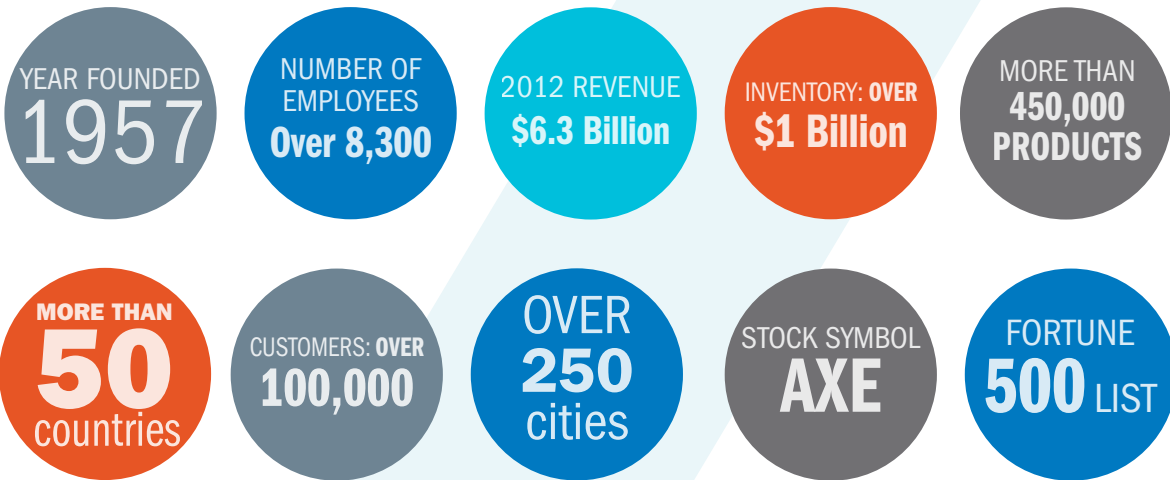 YEAR FOUNDED
1957
NUMBER OF
EMPLOYEES
Over 8,300
2012 REVENUE
$6.3 Billion
INVENTORY: OVER
$1 Billion
MORE THAN
450,000
PRODUCTS
MORE THAN
50
countries
CUSTOMERS: OVER
100,000
OVER
250
cities
STOCK SYMBOL
AXE
FORTUNE
500 LIST